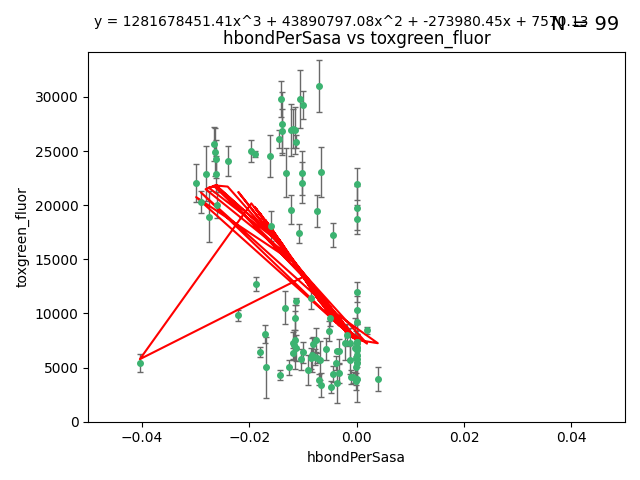 y = 1281678451.41x^3 + 43890797.08x^2 + -273980.45x + 7570.13
N = 99
hbondPerSasa vs toxgreen_fluor
30000
25000
20000
15000
10000
5000
0
toxgreen_fluor
−0.04 −0.02 0.00 0.02 0.04
hbondPerSasa